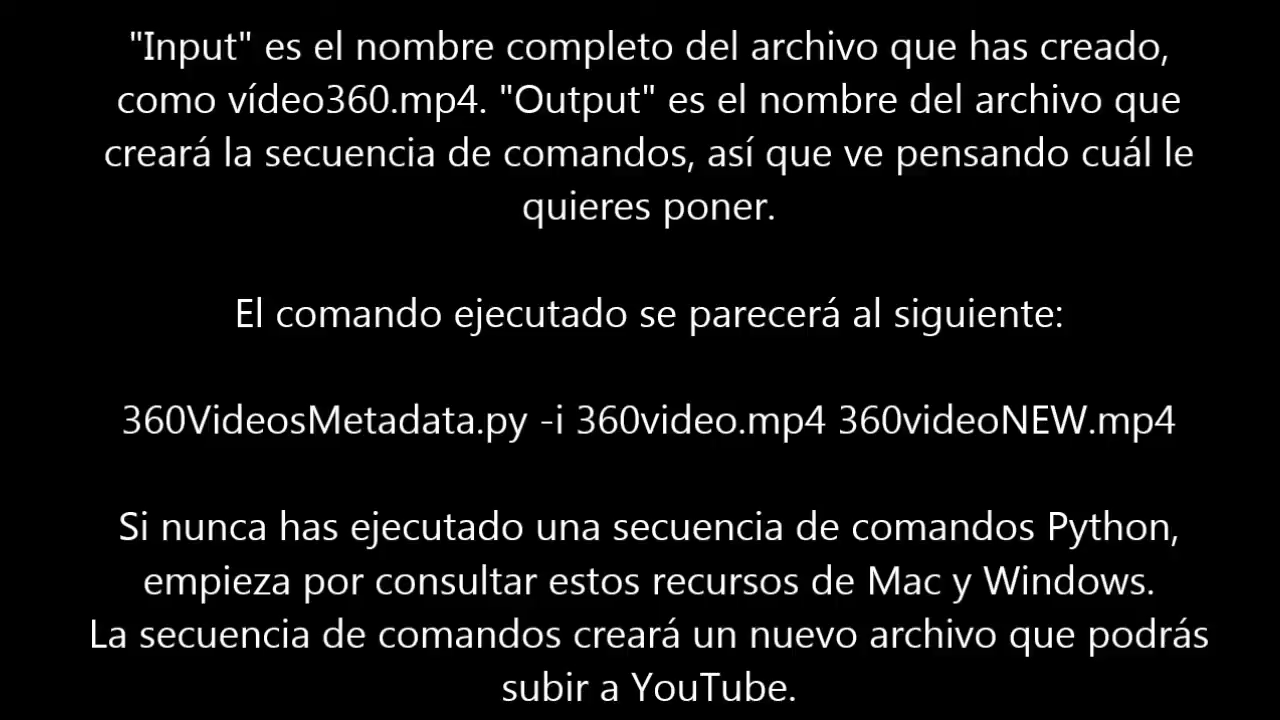 "Input" es el nombre completo del archivo que has creado,
como vídeo360.mp4. "Output" es el nombre del archivo que
creará la secuencia de comandos, así que ve pensando cuál le
quieres poner.
El comando ejecutado se parecerá al siguiente:
360VideosMetadata.py -i 360video.mp4 360videoNEW.mp4
Si nunca has ejecutado una secuencia de comandos Python,
empieza por consultar estos recursos de Mac y Windows.
La secuencia de comandos creará un nuevo archivo que podrás
subir a YouTube.